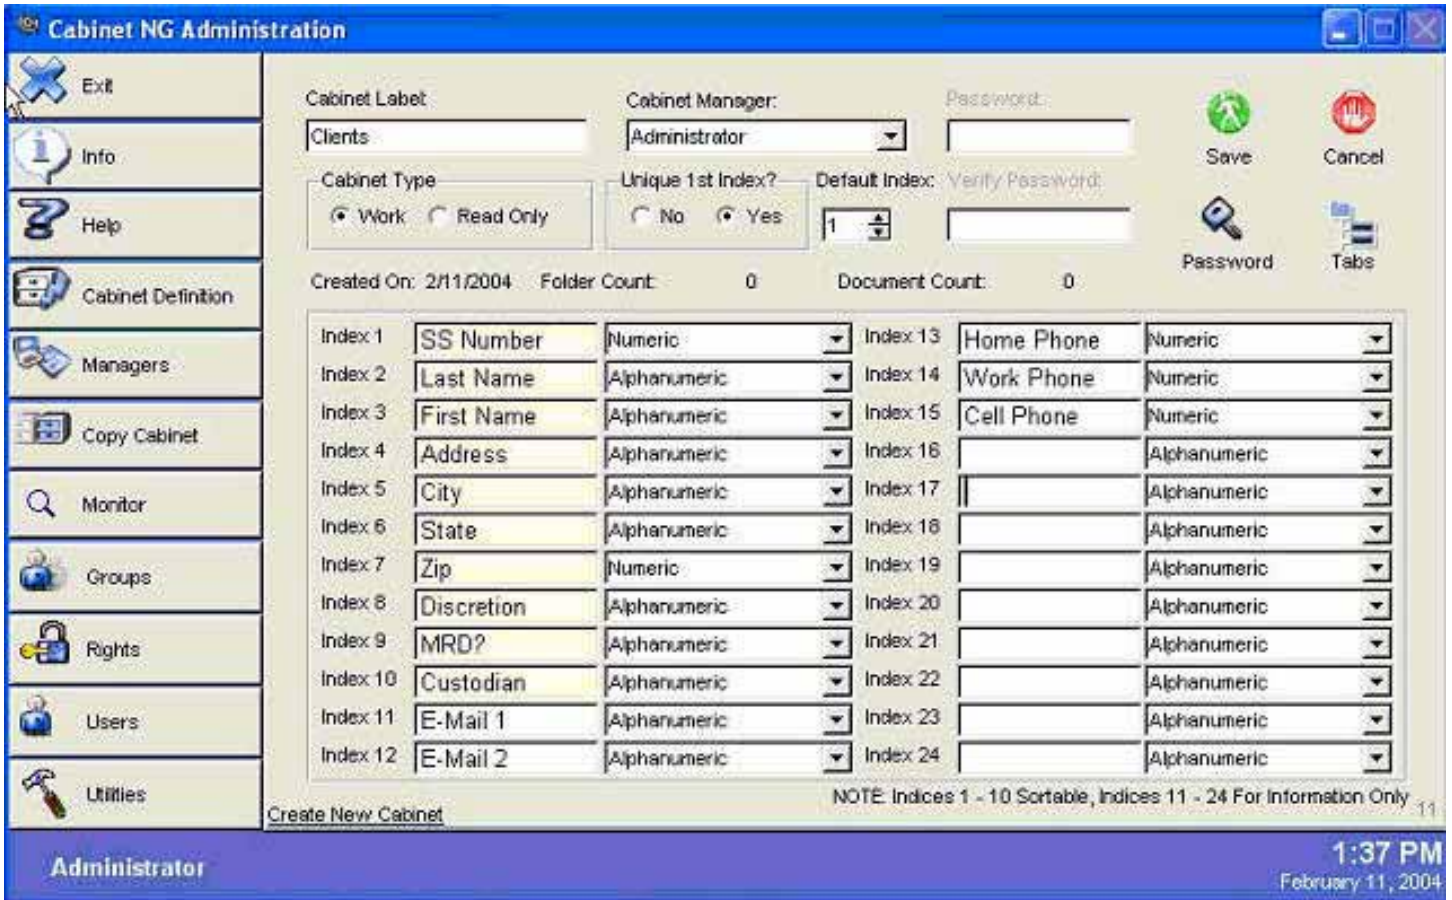 Cabinet NG Administration
Exit
Info
Help
Cabinet Definition
Managers
Copy Cabinet
Monitor
Groups
Rights
Users
Utilities
Cabinet Label:
Clients
Cabinet Manager:
Administrator
Password:
Save
Cancel
Cabinet Type
Work Read Only
Unique 1st Index?
No Yes
Default Index:
1
Verify Password:
Password
Tabs
Created On: 2/11/2004 Folder Count: 0 Document Count: 0
Index 1 SS Number Numeric
Index 2 Last Name Alphanumeric
Index 3 First Name Alphanumeric
Index 4 Address Alphanumeric
Index 5 City Alphanumeric
Index 6 State Alphanumeric
Index 7 Zip Numeric
Index 8 Discretion Alphanumeric
Index 9 MRD? Alphanumeric
Index 10 Custodian Alphanumeric
Index 11 E-Mail 1 Alphanumeric
Index 12 E-Mail 2 Alphanumeric
Index 13 Home Phone Numeric
Index 14 Work Phone Numeric
Index 15 Cell Phone Numeric
Index 16 Alphanumeric
Index 17 Alphanumeric
Index 18 Alphanumeric
Index 19 Alphanumeric
Index 20 Alphanumeric
Index 21 Alphanumeric
Index 22 Alphanumeric
Index 23 Alphanumeric
Index 24 Alphanumeric
NOTE: Indices 1 - 10 Sortable, Indices 11 - 24 For Information Only
11
Create New Cabinet
Administrator
1:37 PM
February 11, 2004